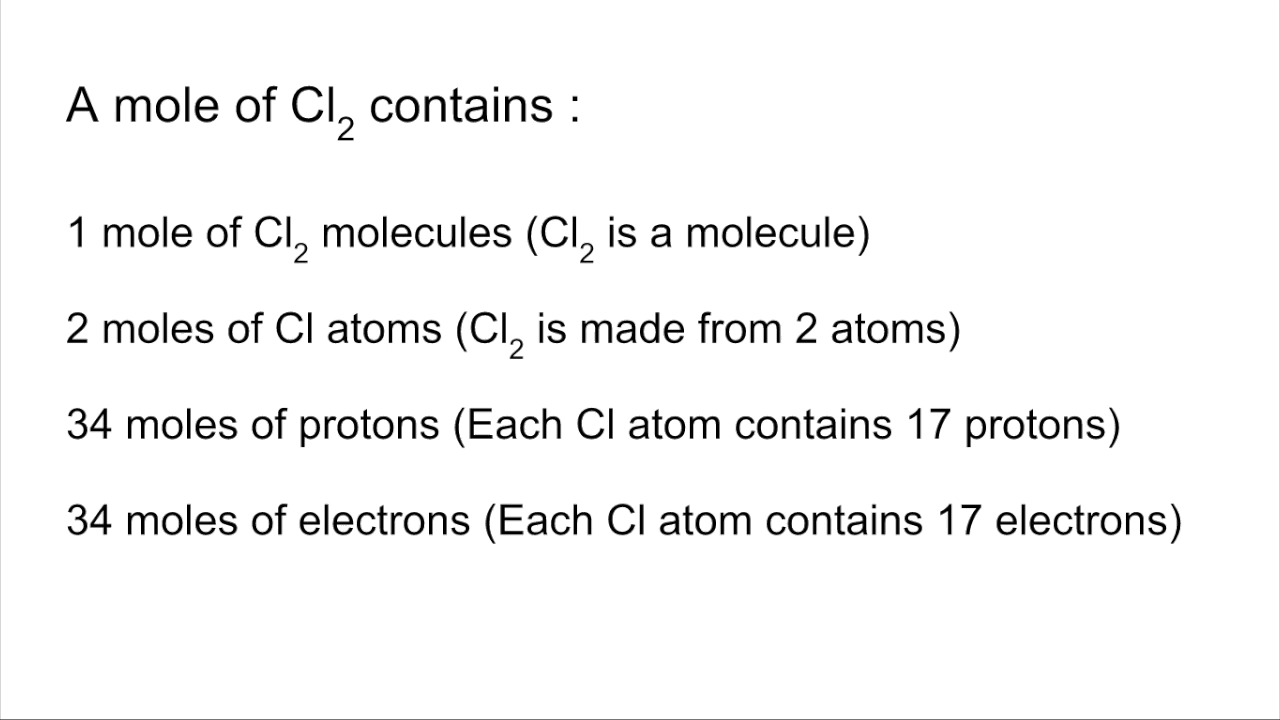 A mole of Cl₂ contains :
1 mole of Cl₂ molecules (Cl₂ is a molecule)
2 moles of Cl atoms (Cl₂ is made from 2 atoms)
34 moles of protons (Each Cl atom contains 17 protons)
34 moles of electrons (Each Cl atom contains 17 electrons)